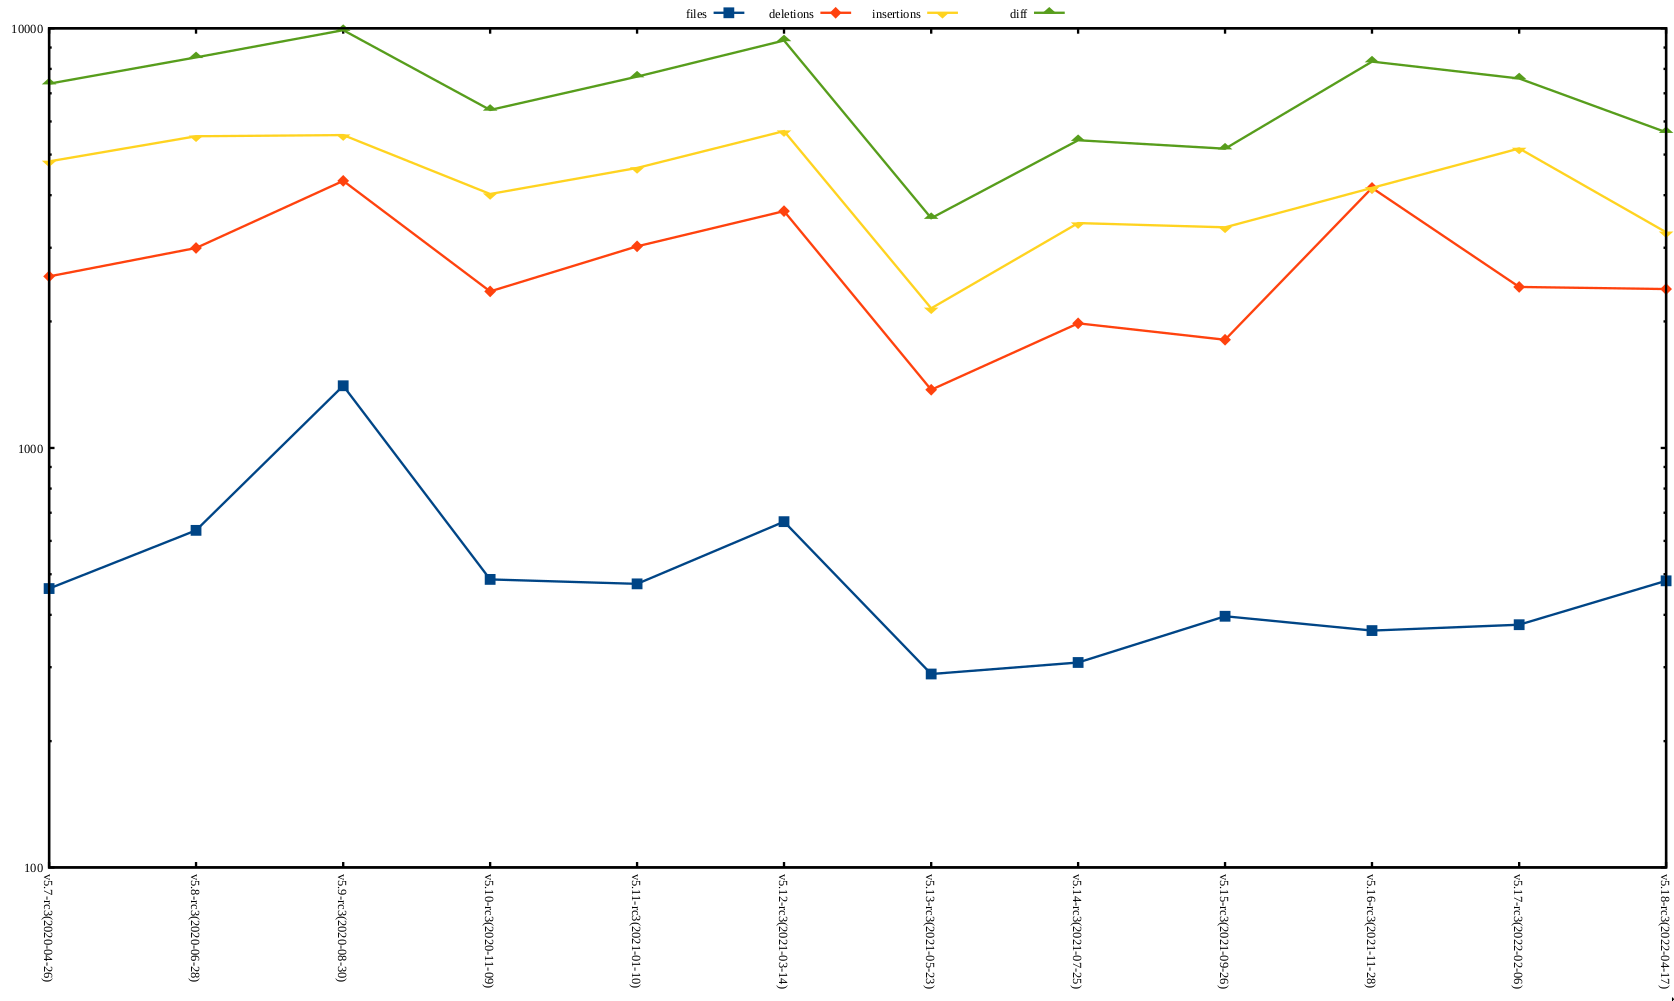 files deletions insertions diff
10000
1000
100
v5.7-rc3(2020-04-26)
v5.8-rc3(2020-06-28)
v5.9-rc3(2020-08-30)
v5.10-rc3(2020-11-09)
v5.11-rc3(2021-01-10)
v5.12-rc3(2021-03-14)
v5.13-rc3(2021-05-23)
v5.14-rc3(2021-07-25)
v5.15-rc3(2021-09-26)
v5.16-rc3(2021-11-28)
v5.17-rc3(2022-02-06)
v5.18-rc3(2022-04-17)